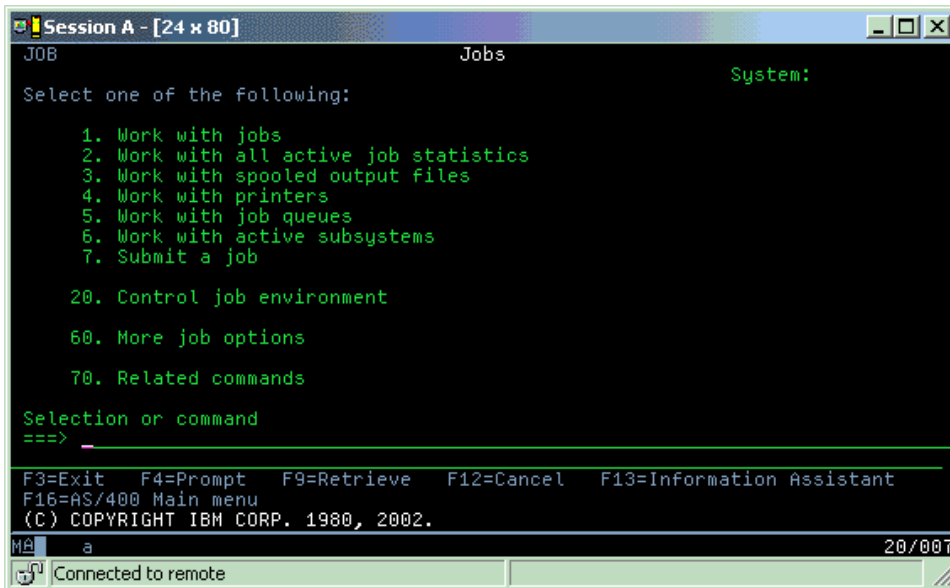 Session A - [24 x 80]
JOB Jobs
System:
Select one of the following:
1. Work with jobs
2. Work with all active job statistics
3. Work with spooled output files
4. Work with printers
5. Work with job queues
6. Work with active subsystems
7. Submit a job
20. Control job environment
60. More job options
70. Related commands
Selection or command
===> _
F3=Exit F4=Prompt F9=Retrieve F12=Cancel F13=Information Assistant
F16=AS/400 Main menu
(C) COPYRIGHT IBM CORP. 1980, 2002.
MA a 20/007
Connected to remote